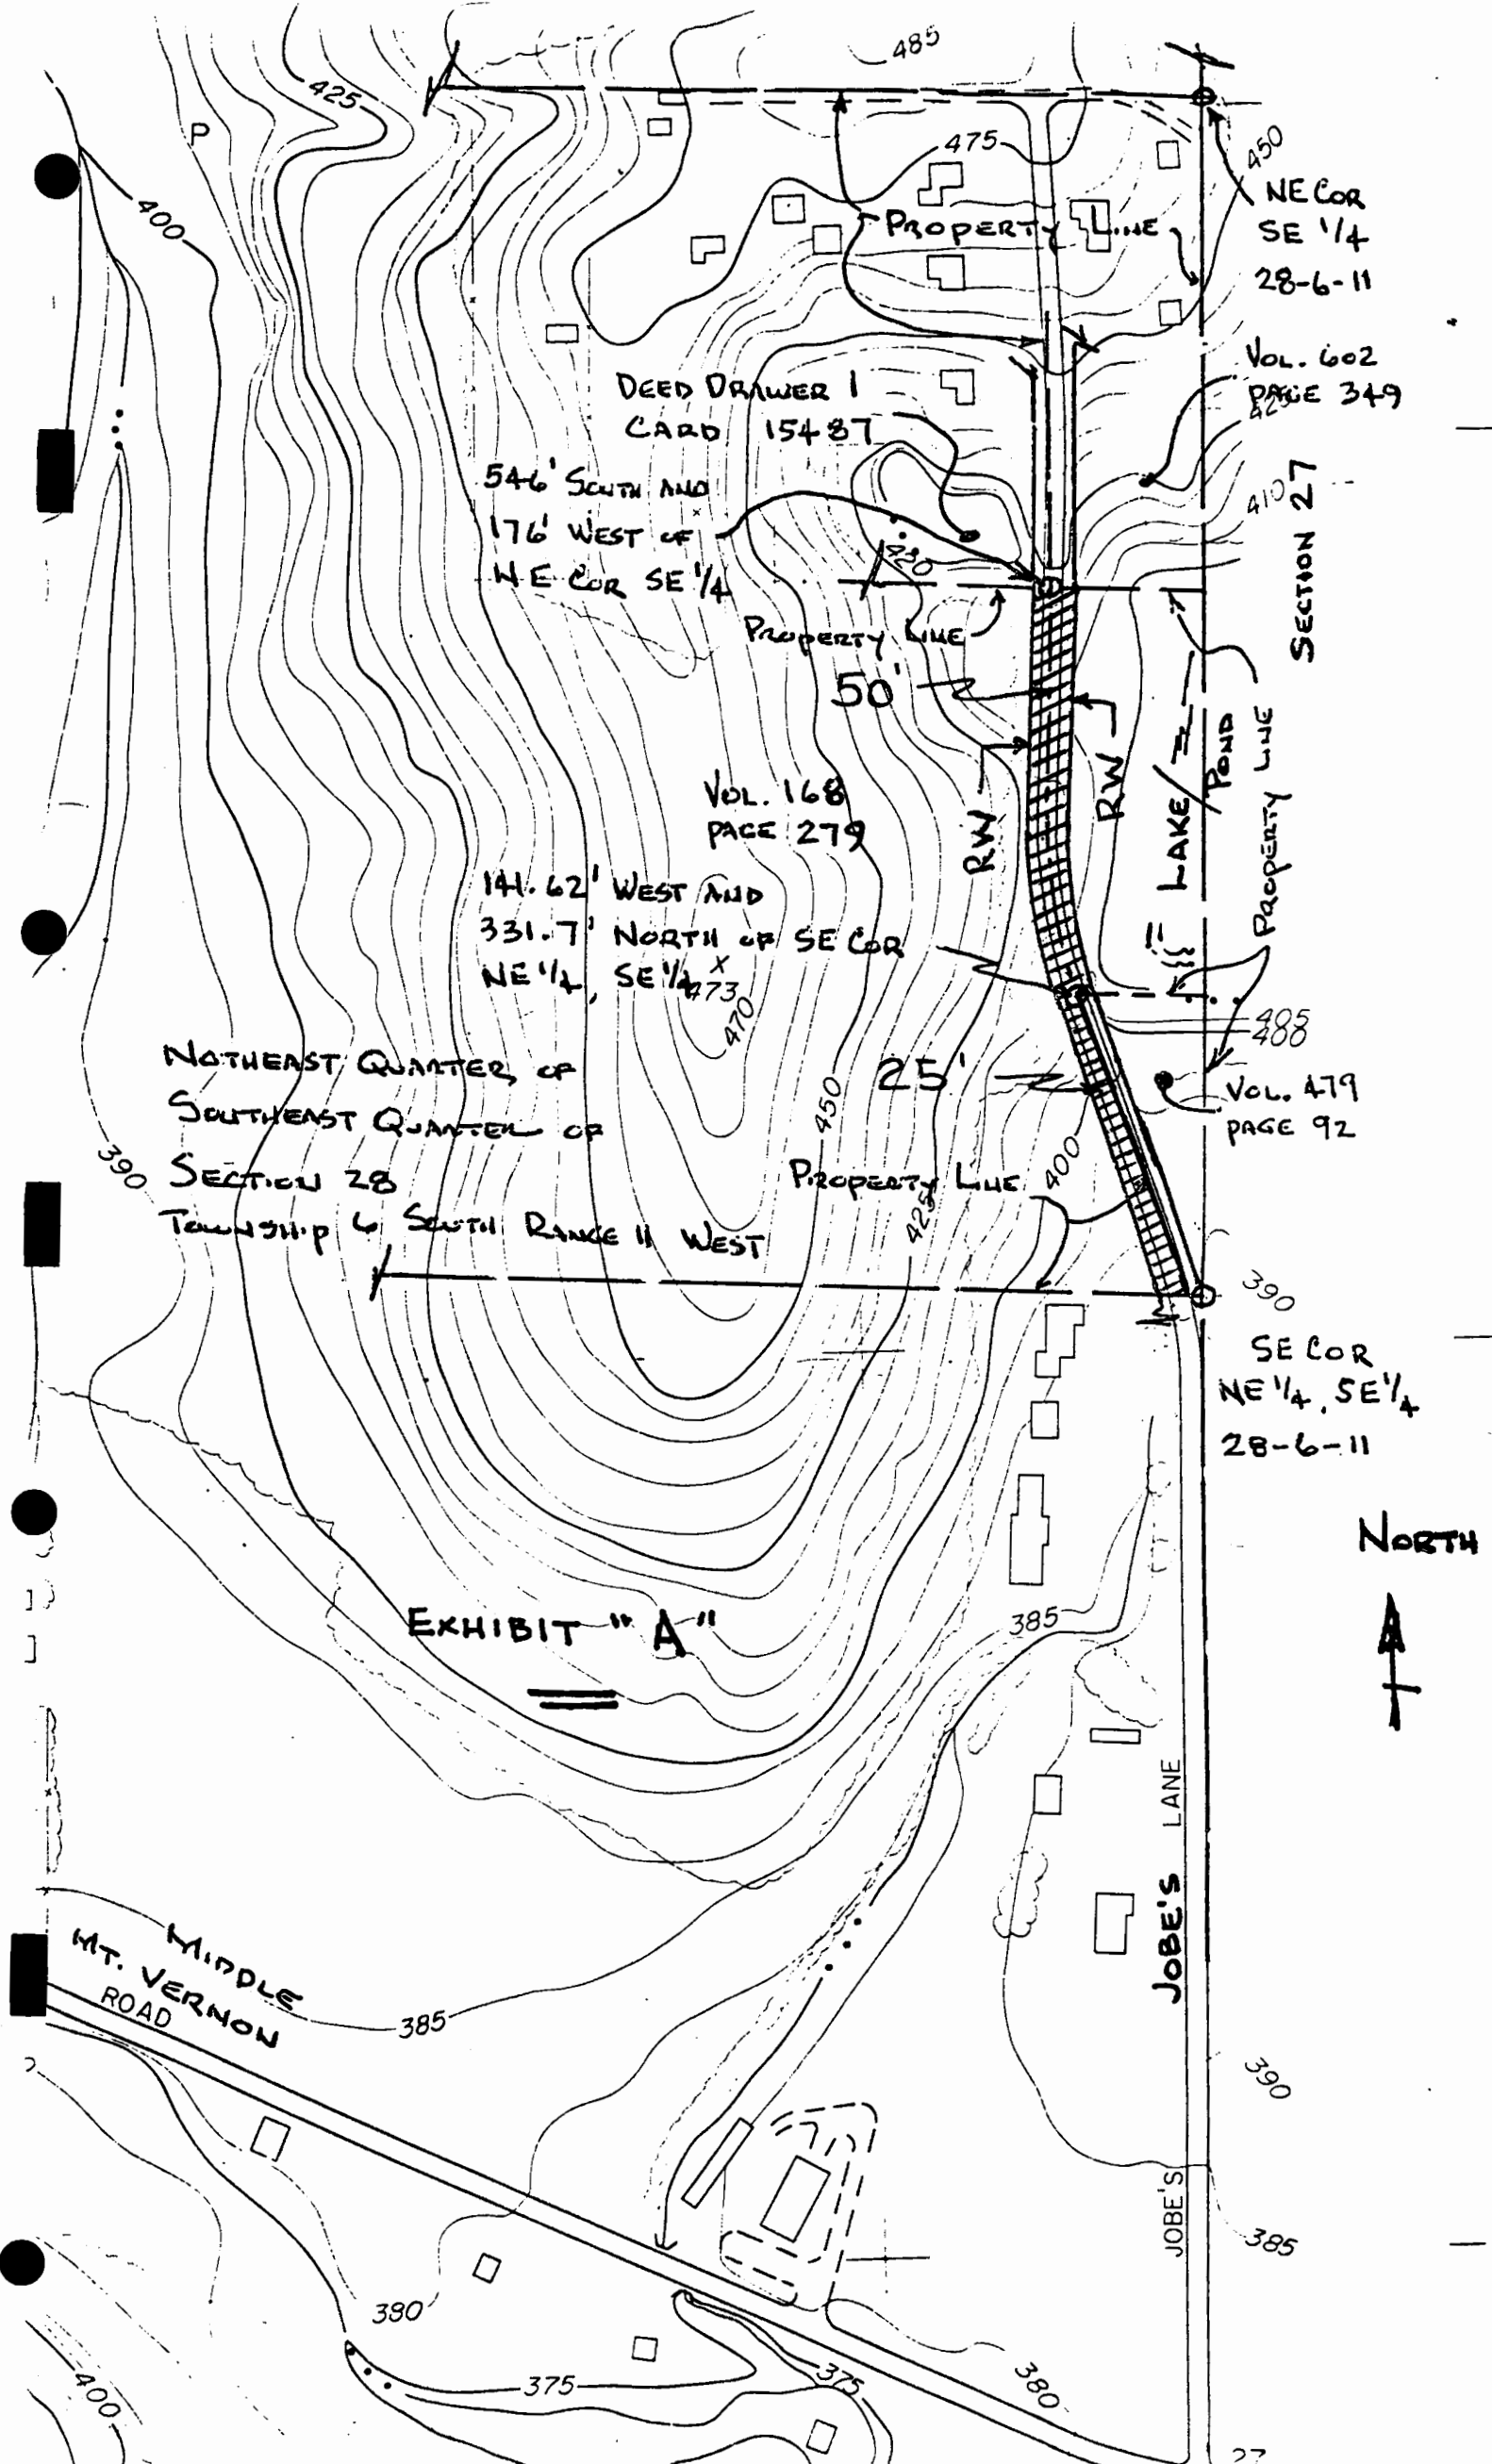 485
425
P
475
450
400
NE COR
SE 1/4
28-6-11
PROPERTY LINE
VOL. 602
PAGE 349
425
DEED DRAWER 1
CARD 15487
546' SOUTH AND
176' WEST OF
N E COR SE 1/4
410
SECTION 27
420
PROPERTY LINE
50'
RW
RW
LAKE/POND
PROPERTY LINE
VOL. 168
PAGE 279
141.62' WEST AND
331.7' NORTH OF SE COR
NE 1/4, SE 1/4
x
473
470
405
400
NOTHEAST QUARTER OF
SOUTHEAST QUARTER OF
SECTION 28
TOWNSHIP 6 SOUTH RANGE 11 WEST
25'
450
VOL. 479
PAGE 92
390
PROPERTY LINE
400
425
390
SE COR
NE 1/4, SE 1/4
28-6-11
NORTH
EXHIBIT "A"
385
JOBE'S LANE
MIDDLE
MT. VERNON
ROAD
385
390
JOBE'S
385
380
375
375
380
400
27